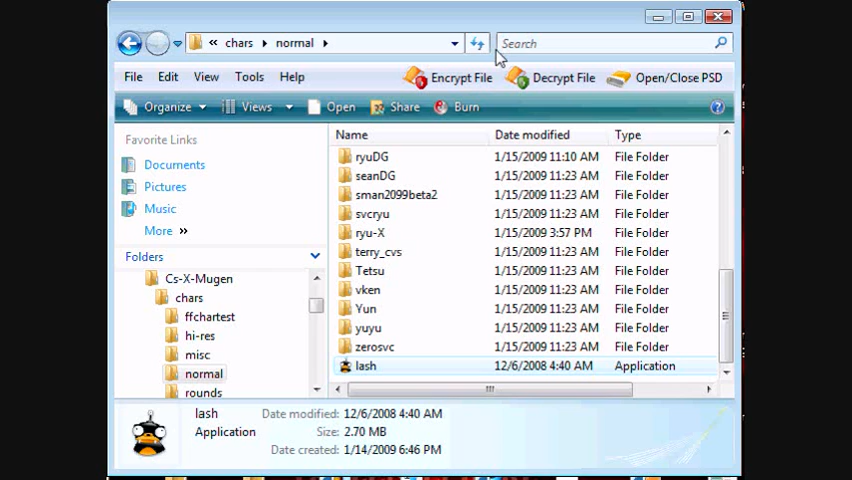 « chars normal
Search
File Edit View Tools Help Encrypt File Decrypt File Open/Close PSD
Organize Views Open Share Burn
Favorite Links
Documents
Pictures
Music
More »
Folders
Cs-X-Mugen
chars
ffchartest
hi-res
misc
normal
rounds
Name Date modified Type
ryuDG 1/15/2009 11:10 AM File Folder
seanDG 1/15/2009 11:23 AM File Folder
sman2099beta2 1/15/2009 11:23 AM File Folder
svcryu 1/15/2009 11:23 AM File Folder
ryu-X 1/15/2009 3:57 PM File Folder
terry_cvs 1/15/2009 11:23 AM File Folder
Tetsu 1/15/2009 11:23 AM File Folder
vken 1/15/2009 11:23 AM File Folder
Yun 1/15/2009 11:23 AM File Folder
yuyu 1/15/2009 11:23 AM File Folder
zerosvc 1/15/2009 11:23 AM File Folder
lash 12/6/2008 4:40 AM Application
lash Date modified: 12/6/2008 4:40 AM
Application Size: 2.70 MB
Date created: 1/14/2009 6:46 PM